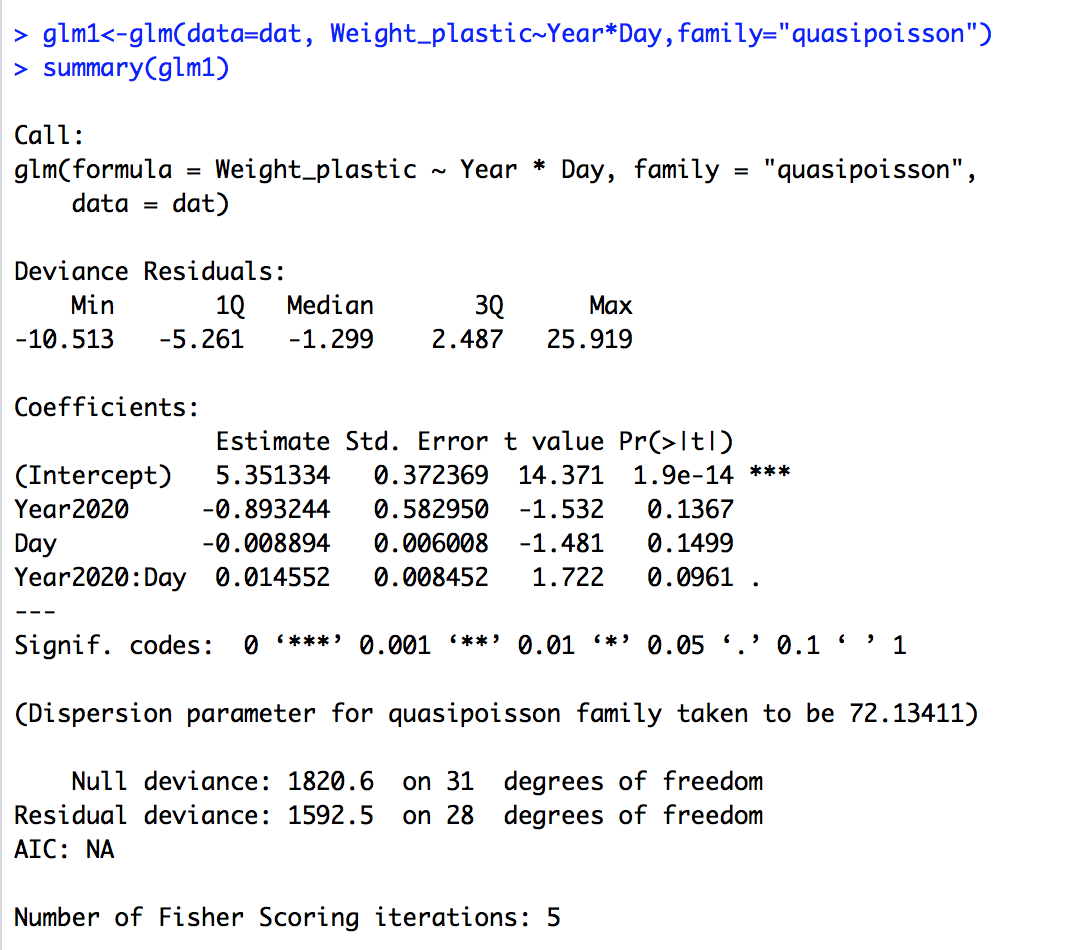 > glm1<-glm(data=dat, Weight_plastic~Year*Day,family="quasipoisson")
> summary(glm1)
Call:
glm(formula = Weight_plastic ~ Year * Day, family = "quasipoisson",
    data = dat)
Deviance Residuals:
    Min       1Q   Median       3Q      Max
-10.513   -5.261   -1.299    2.487   25.919
Coefficients:
              Estimate Std. Error t value Pr(>|t|)
(Intercept)   5.351334   0.372369  14.371  1.9e-14 ***
Year2020     -0.893244   0.582950  -1.532   0.1367
Day          -0.008894   0.006008  -1.481   0.1499
Year2020:Day  0.014552   0.008452   1.722   0.0961 .
---
Signif. codes:  0 ‘***’ 0.001 ‘**’ 0.01 ‘*’ 0.05 ‘.’ 0.1 ‘ ’ 1
(Dispersion parameter for quasipoisson family taken to be 72.13411)
    Null deviance: 1820.6  on 31  degrees of freedom
Residual deviance: 1592.5  on 28  degrees of freedom
AIC: NA
Number of Fisher Scoring iterations: 5